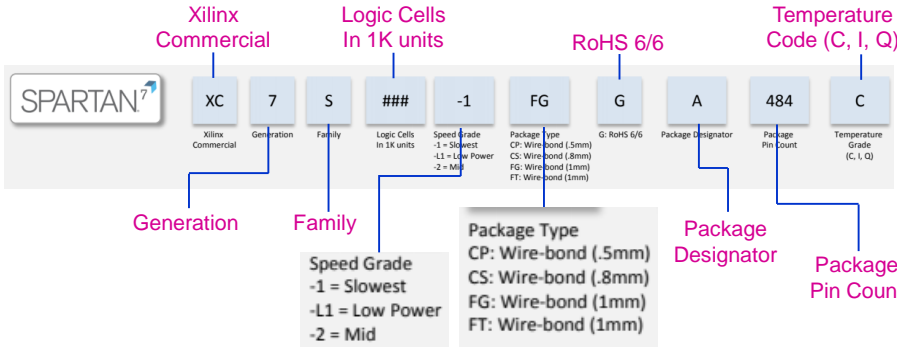 Xilinx
Commercial
Logic Cells
In 1K units
RoHS 6/6
Temperature
Code (C, I, Q)
SPARTAN 7
XC
7
S
###
-1
FG
G
A
484
C
Xilinx
Commercial
Generation
Family
Logic Cells
In 1K units
Speed Grade
-1 = Slowest
-L1 = Low Power
-2 = Mid
Package Type
CP: Wire-bond (.5mm)
CS: Wire-bond (.8mm)
FG: Wire-bond (1mm)
FT: Wire-bond (1mm)
G: RoHS 6/6
Package Designator
Package
Pin Count
Temperature
Grade
(C, I, Q)
Generation
Family
Speed Grade
-1 = Slowest
-L1 = Low Power
-2 = Mid
Package Type
CP: Wire-bond (.5mm)
CS: Wire-bond (.8mm)
FG: Wire-bond (1mm)
FT: Wire-bond (1mm)
Package
Designator
Package
Pin Coun